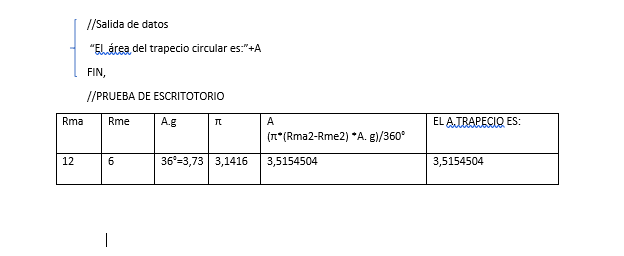 //Salida de datos
“El  área del trapecio circular es:”+A
FIN,
//PRUEBA DE ESCRITOTORIO
Rma Rme A.g π A EL A.TRAPECIO ES:
(π*(Rma2-Rme2) *A. g)/360°
12 6 36°=3,73 3,1416 3,5154504 3,5154504